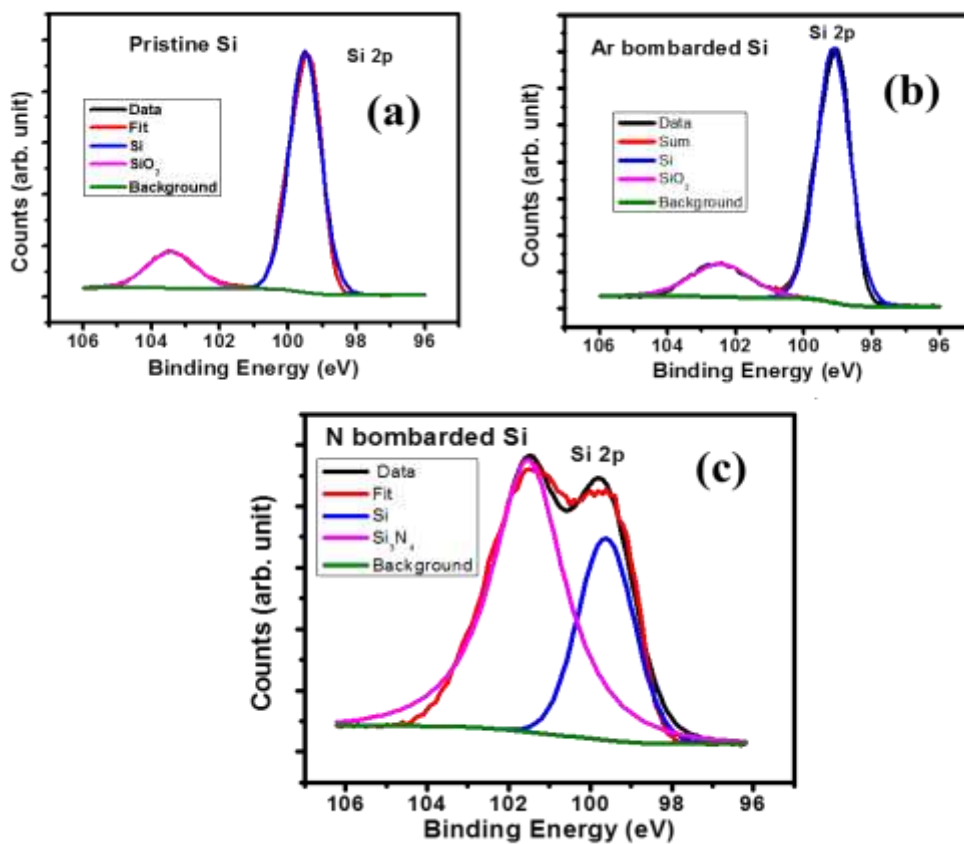 Pristine Si
Si 2p
(a)
Data
Fit
Si
SiO2
Background
Counts (arb. unit)
106 104 102 100 98 96
Binding Energy (eV)
Ar bombarded Si
Si 2p
(b)
Data
Sum
Si
SiO2
Background
Counts (arb. unit)
106 104 102 100 98 96
Binding Energy (eV)
N bombarded Si
Si 2p
(c)
Data
Fit
Si
Si3N4
Background
Counts (arb. unit)
106 104 102 100 98 96
Binding Energy (eV)